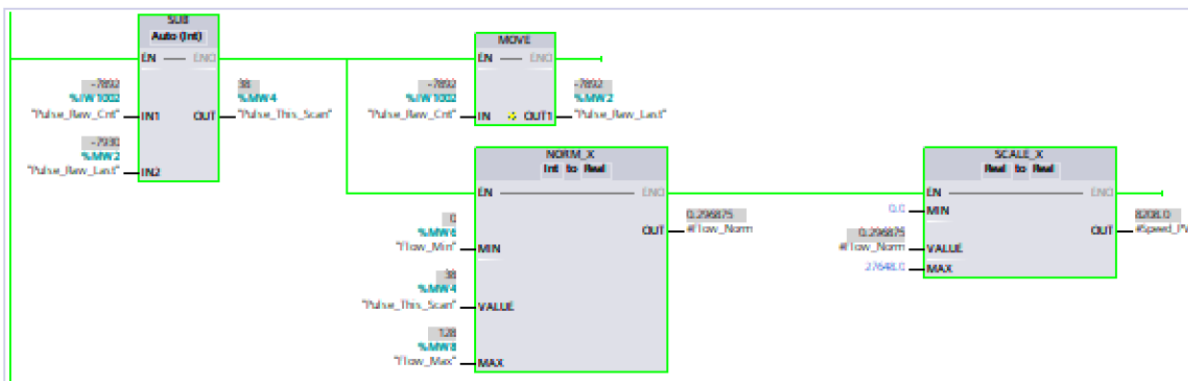 SUB
Auto (Int)
EN ENO
-7892
%IW1002
"Pulse_Raw_Cnt" IN1
38
%MW4
OUT "Pulse_This_Scan"
-7930
%MW2
"Pulse_Raw_Last" IN2
MOVE
EN ENO
-7892
%IW1002
"Pulse_Raw_Cnt" IN
-7892
%MW2
OUT1 "Pulse_Raw_Last"
NORM_X
Int to Real
EN ENO
0
%MW6
"Flow_Min" MIN
0.296875
OUT #Flow_Norm
38
%MW4
"Pulse_This_Scan" VALUE
128
%MW8
"Flow_Max" MAX
SCALE_X
Real to Real
EN ENO
0.0 MIN
0.296875
#Flow_Norm VALUE
27648.0 MAX
8208.0
OUT #Speed_PV